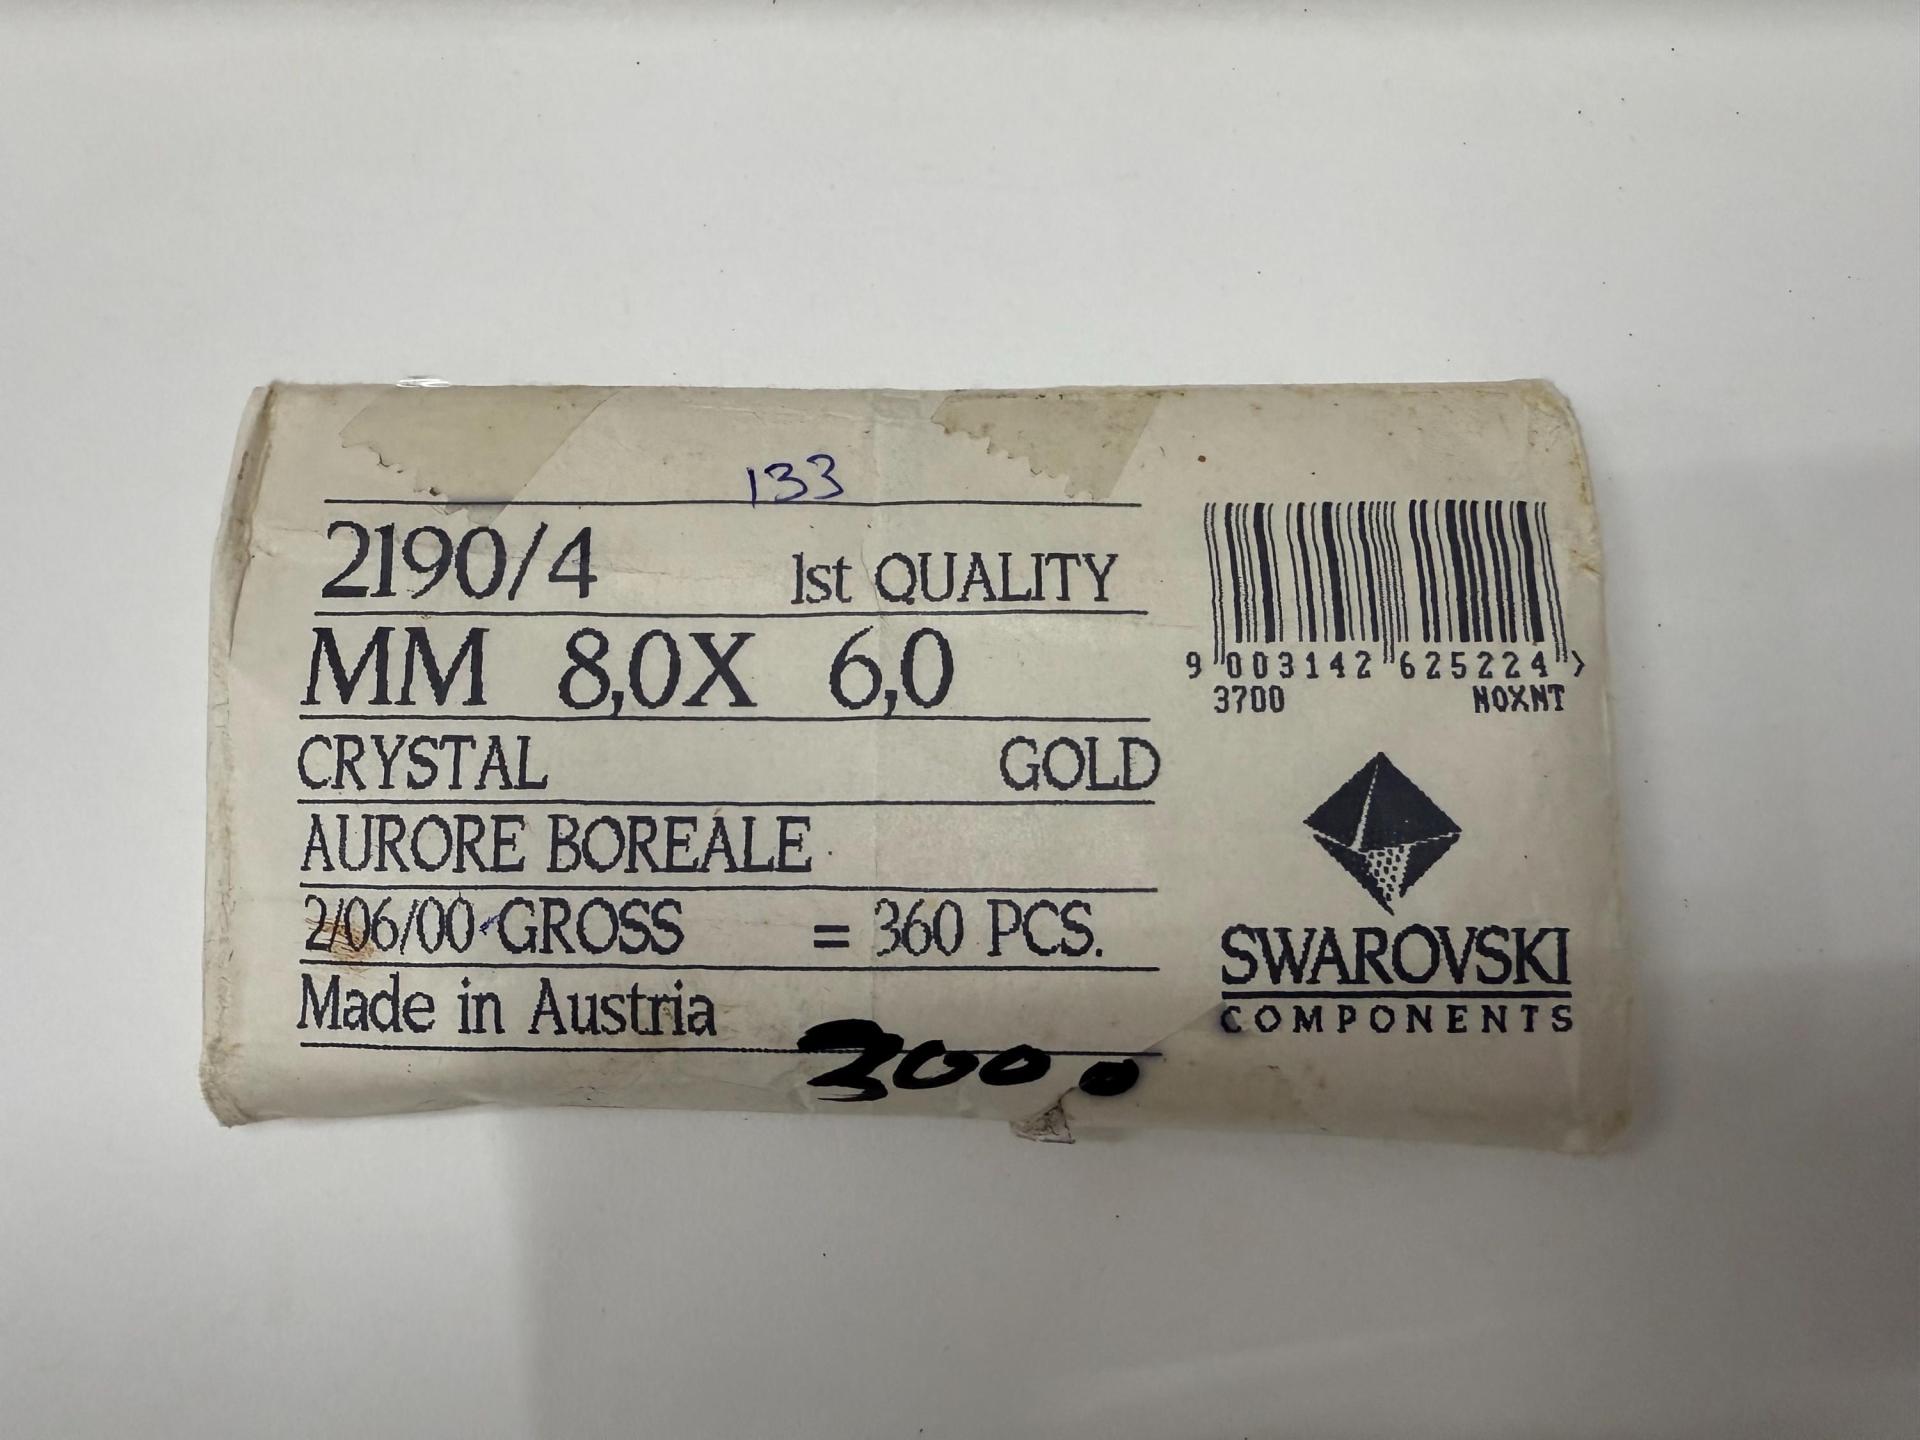 133
2190/4 1st QUALITY
MM 8,0X 6,0
CRYSTAL GOLD
AURORE BOREALE
2/06/00 GROSS = 360 PCS.
Made in Austria
300.
9 003142 625224 >
3700 NOXNT
SWAROVSKI
COMPONENTS